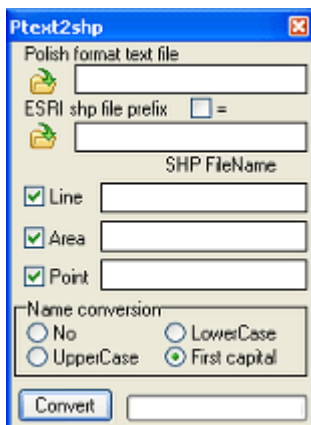 Ptext2shp
Polish format text file
ESRI shp file prefix =
SHP FileName
Line
Area
Point
Name conversion
No LowerCase
UpperCase First capital
Convert